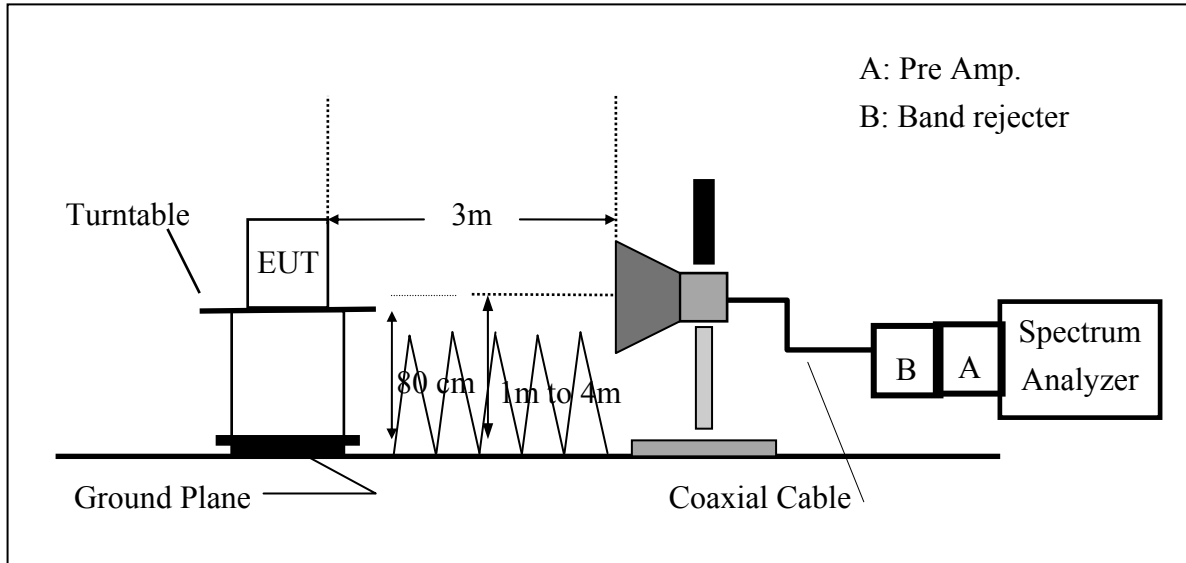 A: Pre Amp.
B: Band rejecter
Turntable
3m
EUT
80 cm
1m to 4m
B
A
Spectrum
Analyzer
Ground Plane
Coaxial Cable